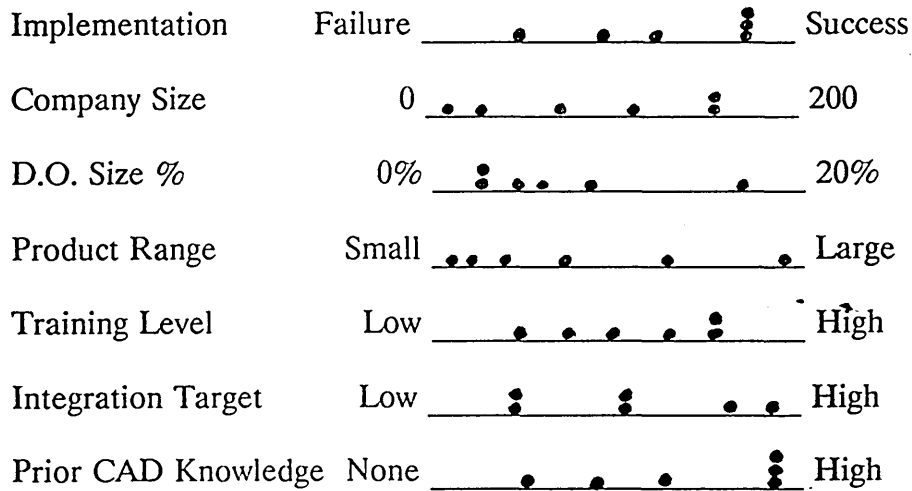 Implementation Failure Success
Company Size 0 200
D.O. Size % 0% 20%
Product Range Small Large
Training Level Low High
Integration Target Low High
Prior CAD Knowledge None High